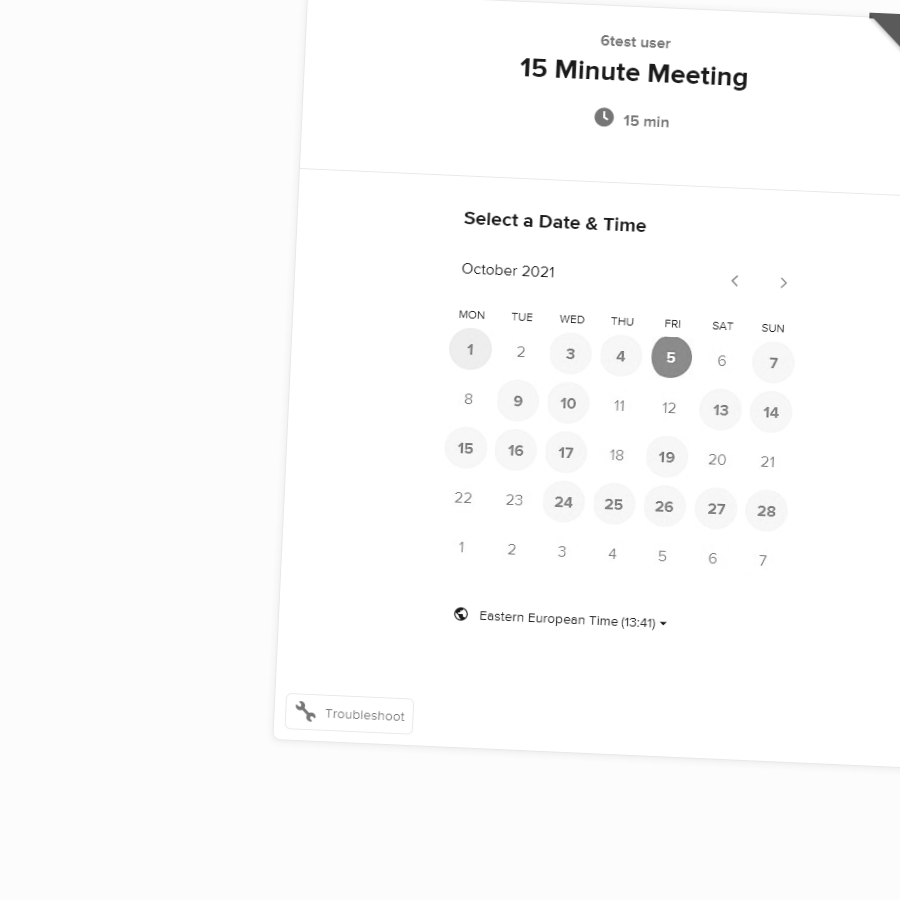 6test user
15 Minute Meeting
15 min
Select a Date & Time
October 2021
MON TUE WED THU FRI SAT SUN
1 2 3 4 5 6 7
8 9 10 11 12 13 14
15 16 17 18 19 20 21
22 23 24 25 26 27 28
1 2 3 4 5 6 7
Eastern European Time (13:41)
Troubleshoot